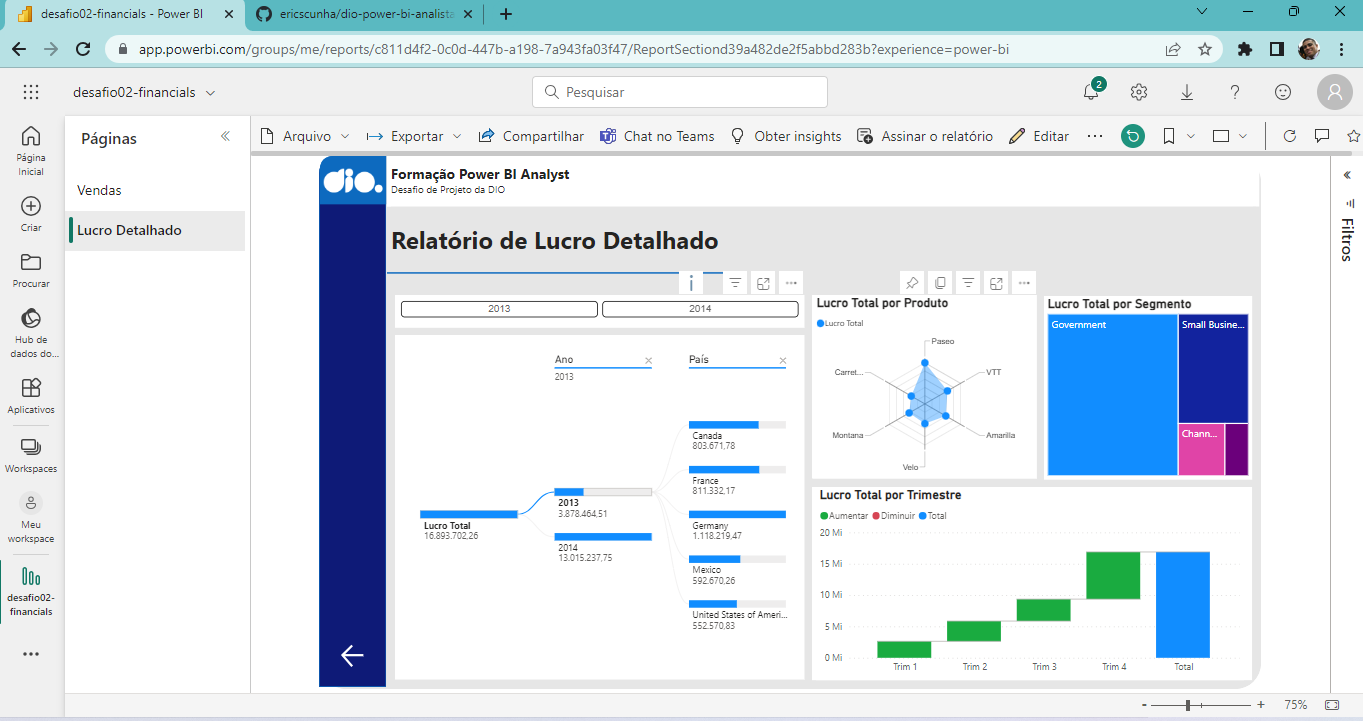 desafio02-financials - Power BI
ericscunha/dio-power-bi-analista
app.powerbi.com/groups/me/reports/c811d4f2-0c0d-447b-a198-7a943fa03f47/ReportSectiond39a482de2f5abbd283b?experience=power-bi
desafio02-financials
Pesquisar
2
Página
Inicial
Criar
Procurar
Hub de
dados do...
Aplicativos
Workspaces
Meu
workspace
desafio02-
financials
Páginas
Vendas
Lucro Detalhado
Arquivo
Exportar
Compartilhar
Chat no Teams
Obter insights
Assinar o relatório
Editar
Filtros
dio.
Formação Power BI Analyst
Desafio de Projeto da DIO
Relatório de Lucro Detalhado
2013
2014
Ano
2013
País
Lucro Total
16.893.702,26
2013
3.878.464,51
2014
13.015.237,75
Canada
803.671,78
France
811.332,17
Germany
1.118.219,47
Mexico
592.670,26
United States of Ameri...
552.570,83
Lucro Total por Produto
Lucro Total
Paseo
VTT
Amarilla
Velo
Montana
Carret...
Lucro Total por Segmento
Government
Small Busine...
Chann...
Lucro Total por Trimestre
Aumentar
Diminuir
Total
20 Mi
15 Mi
10 Mi
5 Mi
0 Mi
Trim 1
Trim 2
Trim 3
Trim 4
Total
75%